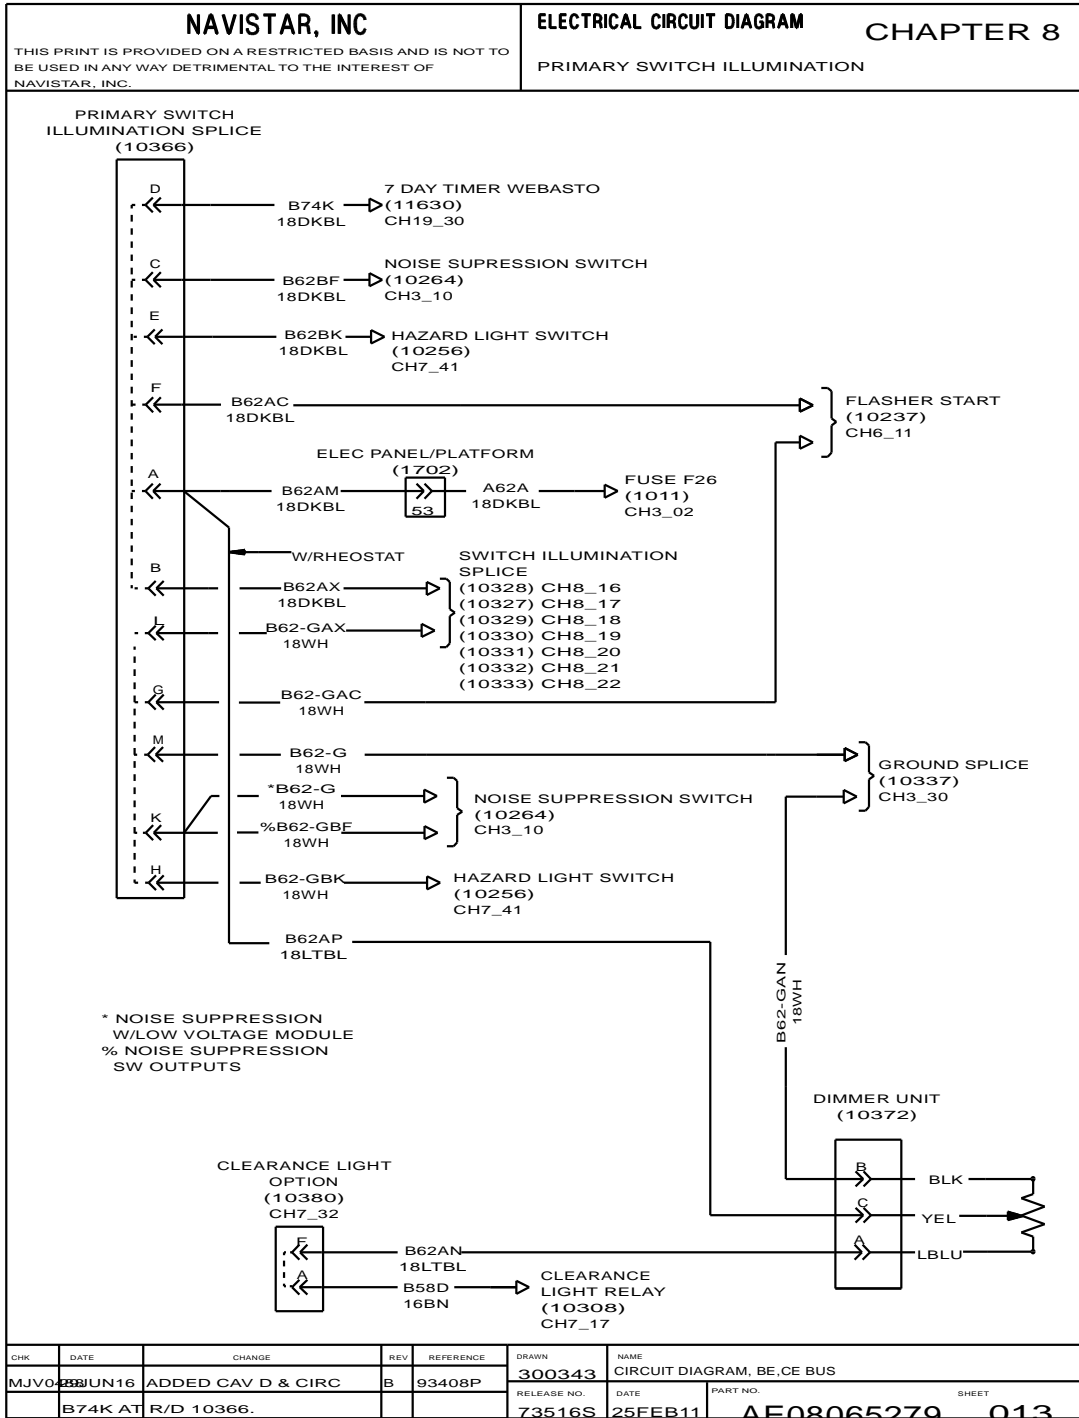 NAVISTAR, INC
THIS PRINT IS PROVIDED ON A RESTRICTED BASIS AND IS NOT TO
BE USED IN ANY WAY DETRIMENTAL TO THE INTEREST OF
NAVISTAR, INC.
ELECTRICAL CIRCUIT DIAGRAM
CHAPTER 8
PRIMARY SWITCH ILLUMINATION
PRIMARY SWITCH
ILLUMINATION SPLICE
(10366)
D
B74K
18DKBL
7 DAY TIMER WEBASTO
(11630)
CH19_30
C
B62BF
18DKBL
NOISE SUPRESSION SWITCH
(10264)
CH3_10
E
B62BK
18DKBL
HAZARD LIGHT SWITCH
(10256)
CH7_41
F
B62AC
18DKBL
FLASHER START
(10237)
CH6_11
ELEC PANEL/PLATFORM
(1702)
A
B62AM
18DKBL
53
A62A
18DKBL
FUSE F26
(1011)
CH3_02
W/RHEOSTAT
B
B62AX
18DKBL
L
B62-GAX
18WH
SWITCH ILLUMINATION
SPLICE
(10328) CH8_16
(10327) CH8_17
(10329) CH8_18
(10330) CH8_19
(10331) CH8_20
(10332) CH8_21
(10333) CH8_22
G
B62-GAC
18WH
M
B62-G
18WH
GROUND SPLICE
(10337)
CH3_30
*B62-G
18WH
K
%B62-GBF
18WH
NOISE SUPPRESSION SWITCH
(10264)
CH3_10
H
B62-GBK
18WH
HAZARD LIGHT SWITCH
(10256)
CH7_41
B62AP
18LTBL
B62-GAN
18WH
* NOISE SUPPRESSION
W/LOW VOLTAGE MODULE
% NOISE SUPPRESSION
SW OUTPUTS
DIMMER UNIT
(10372)
B
BLK
C
YEL
A
LBLU
CLEARANCE LIGHT
OPTION
(10380)
CH7_32
F
B62AN
18LTBL
A
B58D
16BN
CLEARANCE
LIGHT RELAY
(10308)
CH7_17
CHK DATE CHANGE REV REFERENCE
MJV JUN16 ADDED CAV D & CIRC B 93408P
B74K AT R/D 10366.
DRAWN
300343
NAME
CIRCUIT DIAGRAM, BE,CE BUS
RELEASE NO.
73516S
DATE
25FEB11
PART NO.
AE08065279
SHEET
013